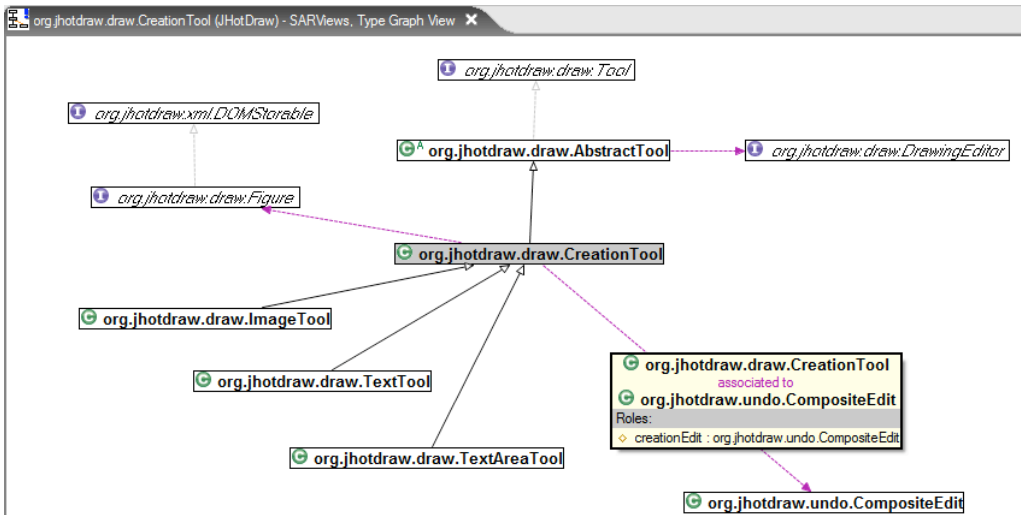 org.jhotdraw.draw.CreationTool (JHotDraw) - SARViews, Type Graph View
I org.jhotdraw.draw.Tool
I org.jhotdraw.xml.DOMStorable
C A org.jhotdraw.draw.AbstractTool
I org.jhotdraw.draw.DrawingEditor
I org.jhotdraw.draw.Figure
C org.jhotdraw.draw.CreationTool
C org.jhotdraw.draw.ImageTool
C org.jhotdraw.draw.CreationTool
associated to
C org.jhotdraw.undo.CompositeEdit
Roles:
creationEdit : org.jhotdraw.undo.CompositeEdit
C org.jhotdraw.draw.TextTool
C org.jhotdraw.draw.TextAreaTool
C org.jhotdraw.undo.CompositeEdit